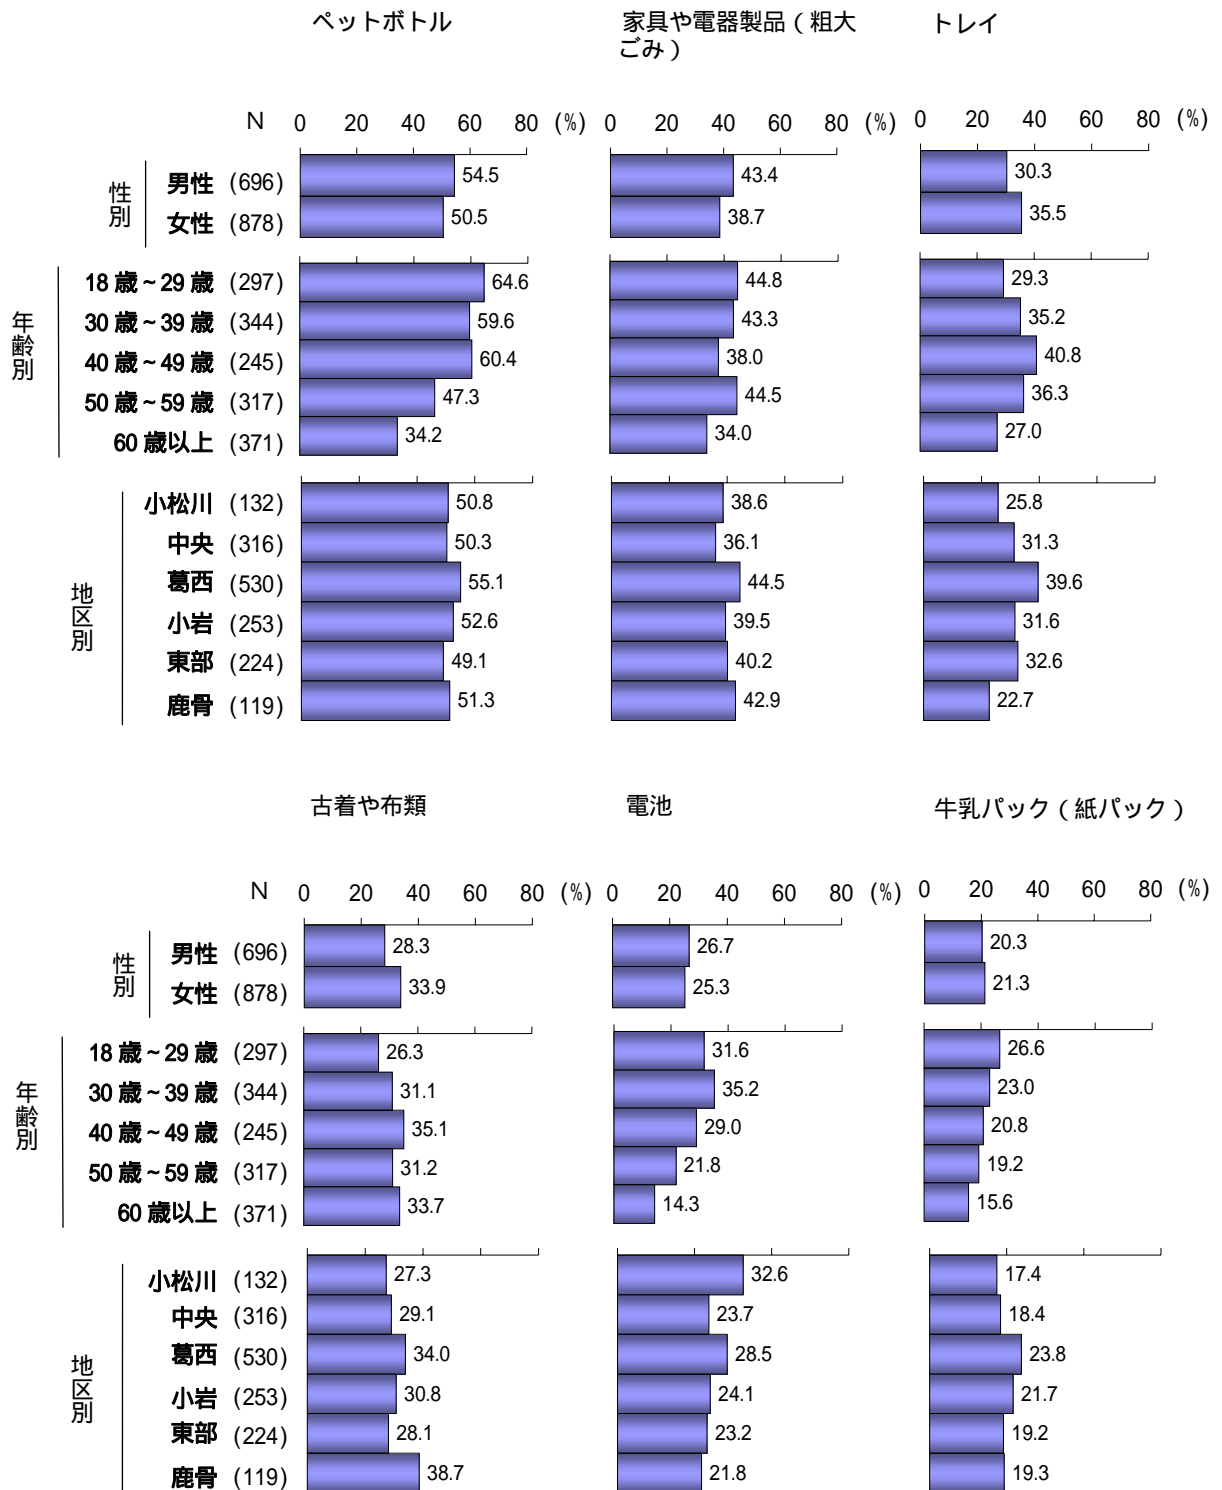 ペットボトル 家具や電器製品（粗大ごみ） トレイ
N 0 20 40 60 80 (%) 0 20 40 60 80 (%) 0 20 40 60 80 (%)
性別
男性 (696) 54.5 43.4 30.3
女性 (878) 50.5 38.7 35.5
年齢別
18歳~29歳 (297) 64.6 44.8 29.3
30歳~39歳 (344) 59.6 43.3 35.2
40歳~49歳 (245) 60.4 38.0 40.8
50歳~59歳 (317) 47.3 44.5 36.3
60歳以上 (371) 34.2 34.0 27.0
地区別
小松川 (132) 50.8 38.6 25.8
中央 (316) 50.3 36.1 31.3
葛西 (530) 55.1 44.5 39.6
小岩 (253) 52.6 39.5 31.6
東部 (224) 49.1 40.2 32.6
鹿骨 (119) 51.3 42.9 22.7
古着や布類 電池 牛乳パック（紙パック）
N 0 20 40 60 80 (%) 0 20 40 60 80 (%) 0 20 40 60 80 (%)
性別
男性 (696) 28.3 26.7 20.3
女性 (878) 33.9 25.3 21.3
年齢別
18歳~29歳 (297) 26.3 31.6 26.6
30歳~39歳 (344) 31.1 35.2 23.0
40歳~49歳 (245) 35.1 29.0 20.8
50歳~59歳 (317) 31.2 21.8 19.2
60歳以上 (371) 33.7 14.3 15.6
地区別
小松川 (132) 27.3 32.6 17.4
中央 (316) 29.1 23.7 18.4
葛西 (530) 34.0 28.5 23.8
小岩 (253) 30.8 24.1 21.7
東部 (224) 28.1 23.2 19.2
鹿骨 (119) 38.7 21.8 19.3